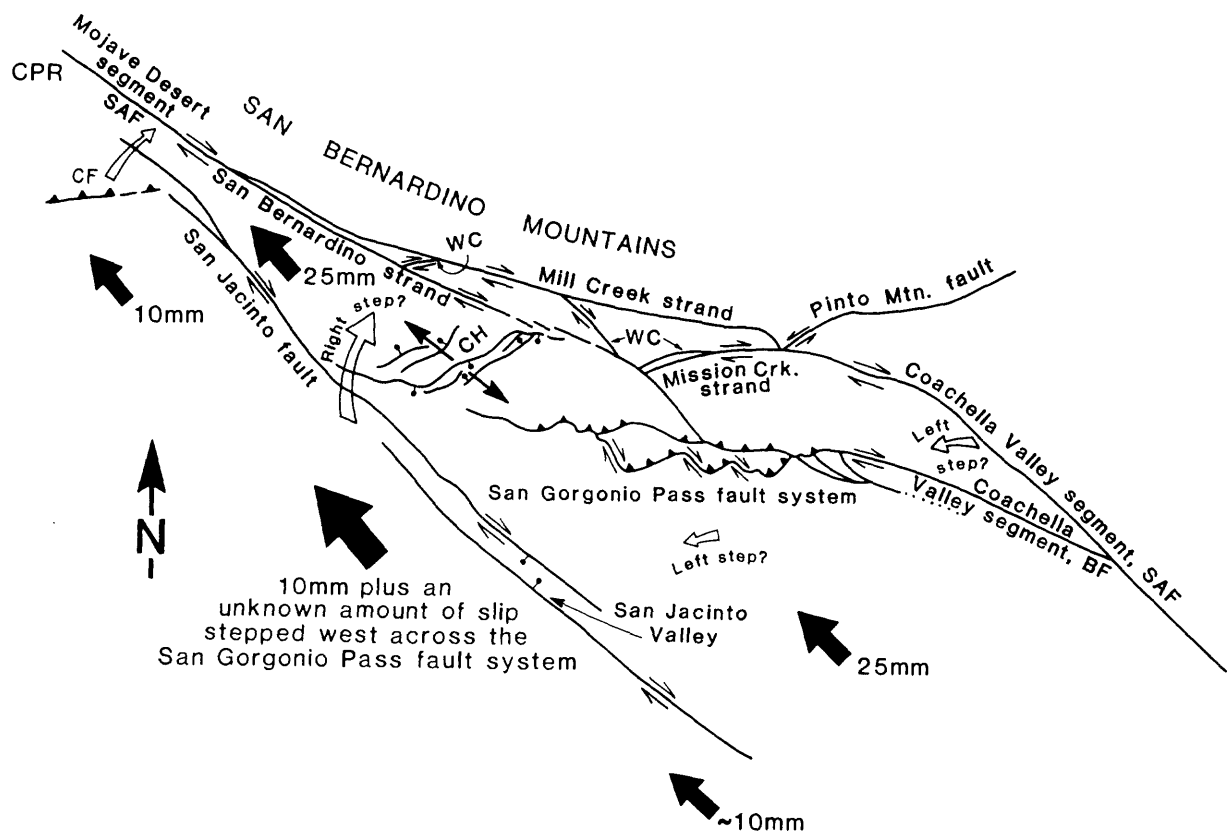 Mojave Desert
segment
CPR
SAF
SAN BERNARDINO MOUNTAINS
CF
San Bernardino strand
WC
25mm
10mm
San Jacinto fault
Right step?
CH
Mill Creek strand
Pinto Mtn. fault
WC
Mission Crk.
strand
Coachella Valley segment, SAF
Left
step?
San Gorgonio Pass fault system
Coachella
Valley segment, BF
N
Left step?
10mm plus an
unknown amount of slip
stepped west across the
San Gorgonio Pass fault system
San Jacinto
Valley
25mm
~10mm